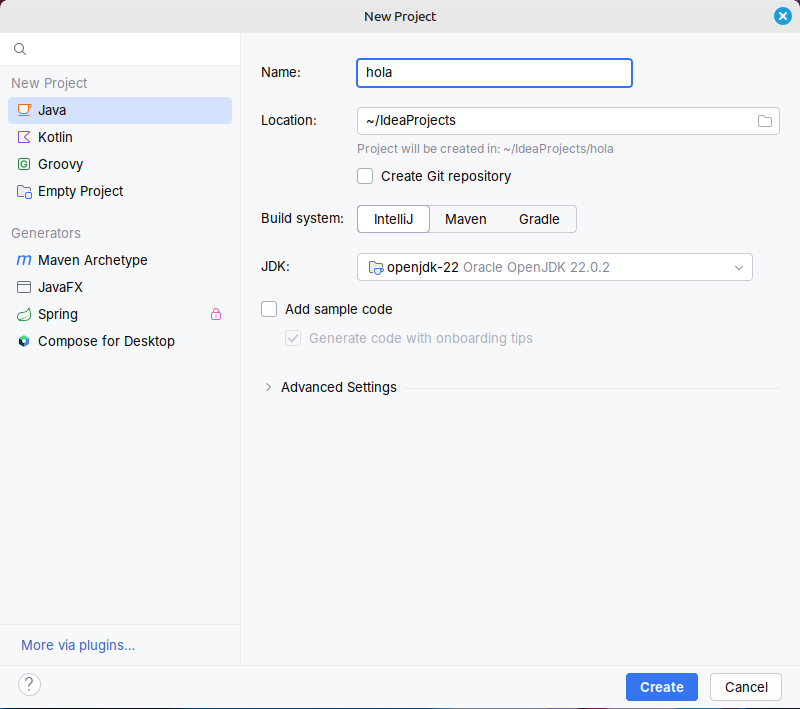 New Project
New Project
Java
Kotlin
Groovy
Empty Project
Generators
Maven Archetype
JavaFX
Spring
Compose for Desktop
More via plugins...
Name: hola
Location: ~/IdeaProjects
Project will be created in: ~/IdeaProjects/hola
Create Git repository
Build system: IntelliJ Maven Gradle
JDK: openjdk-22 Oracle OpenJDK 22.0.2
Add sample code
Generate code with onboarding tips
Advanced Settings
? Create Cancel